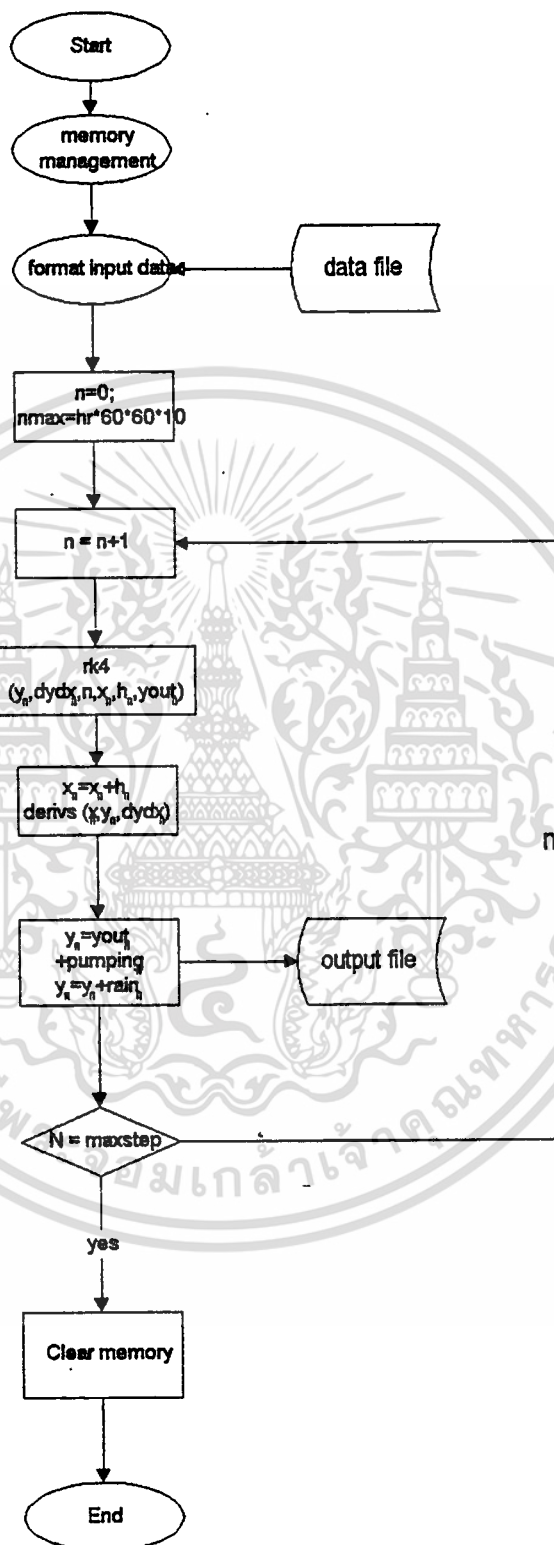 Start
memory
management
format input data
data file
n=0;
nmax=hr*60*60*10
n = n+1
rk4
(yₙ,dydxₙ,n,xₙ,hₙ,youtₙ)
xₙ=xₙ+hₙ
derivs (xₙ,yₙ,dydxₙ)
n
yₙ=youtₙ
+pumping
yₙ=yₙ+rainₙ
output file
N = maxstep
yes
Clear memory
End